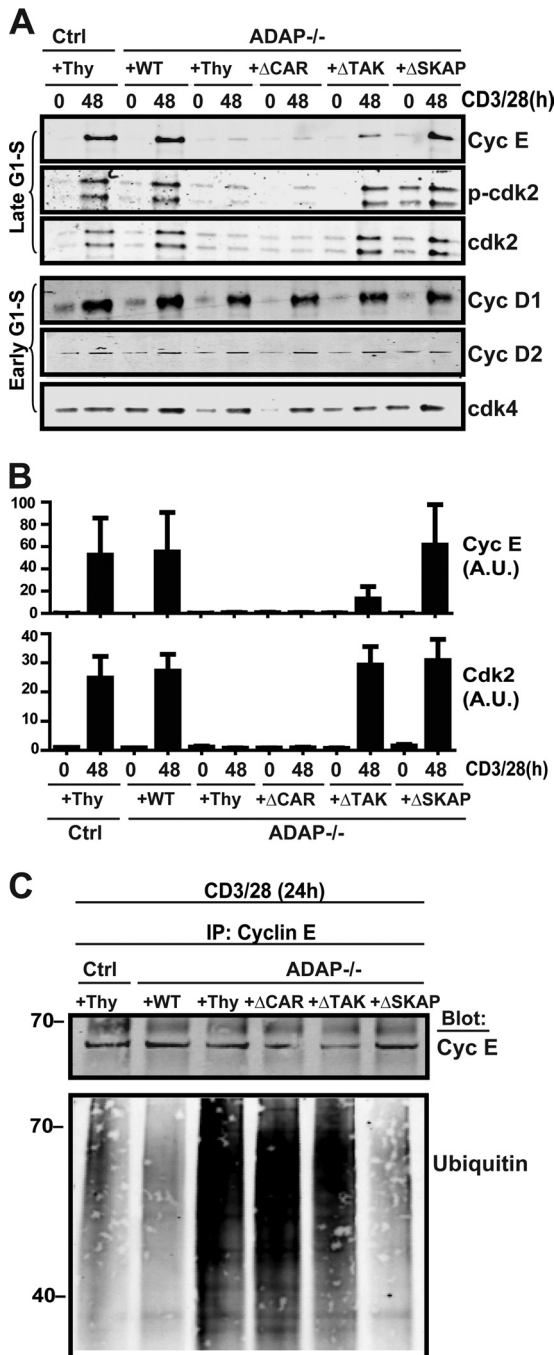 A
Ctrl ADAP-/-
+Thy +WT +Thy +ΔCAR +ΔTAK +ΔSKAP
0 48 0 48 0 48 0 48 0 48 0 48 CD3/28(h)
Late G1-S
Cyc E
p-cdk2
cdk2
Early G1-S
Cyc D1
Cyc D2
cdk4
B
100
80
60
40
20
0
Cyc E
(A.U.)
40
30
20
10
0
Cdk2
(A.U.)
0 48 0 48 0 48 0 48 0 48 0 48 CD3/28(h)
+Thy +WT +Thy +ΔCAR +ΔTAK +ΔSKAP
Ctrl ADAP-/-
C
CD3/28 (24h)
IP: Cyclin E
Ctrl ADAP-/-
+Thy +WT +Thy +ΔCAR +ΔTAK +ΔSKAP
70–
Blot:
Cyc E
70–
Ubiquitin
40–